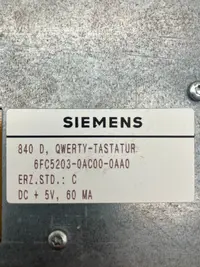 SIEMENS
840 D, QWERTY-TASTATUR
6FC5203-0AC00-0AA0
ERZ.STD.: C
DC + 5V, 60 MA